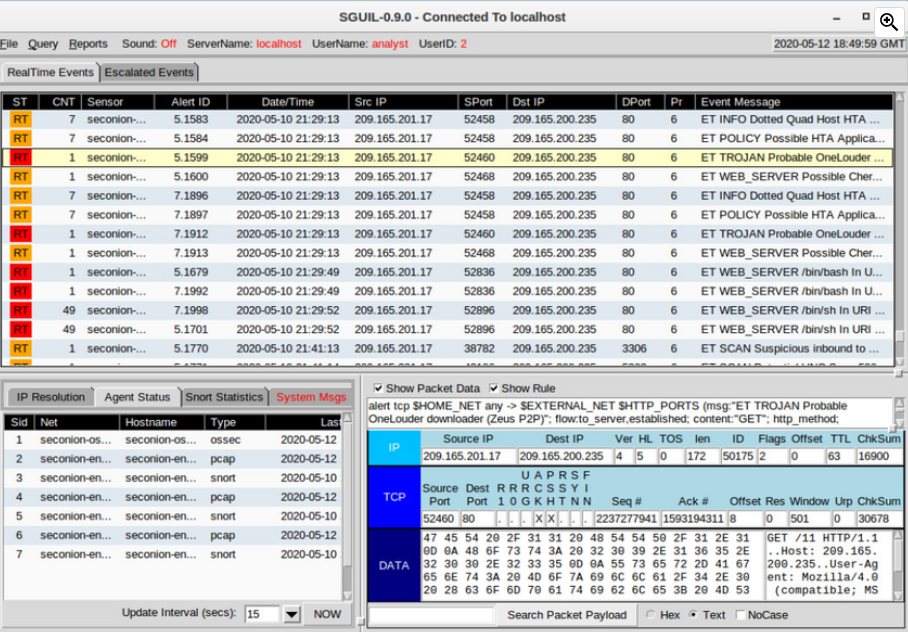 SGUIL-0.9.0 - Connected To localhost
File Query Reports Sound: Off ServerName: localhost UserName: analyst UserID: 2 2020-05-12 18:49:59 GMT
RealTime Events Escalated Events
ST CNT Sensor Alert ID Date/Time Src IP SPort Dst IP DPort Pr Event Message
RT 7 seconion-... 5.1583 2020-05-10 21:29:13 209.165.201.17 52458 209.165.200.235 80 6 ET INFO Dotted Quad Host HTA ...
RT 7 seconion-... 5.1584 2020-05-10 21:29:13 209.165.201.17 52458 209.165.200.235 80 6 ET POLICY Possible HTA Applica...
RT 1 seconion-... 5.1599 2020-05-10 21:29:13 209.165.201.17 52460 209.165.200.235 80 6 ET TROJAN Probable OneLouder ...
RT 1 seconion-... 5.1600 2020-05-10 21:29:13 209.165.201.17 52468 209.165.200.235 80 6 ET WEB_SERVER Possible Cher...
RT 7 seconion-... 7.1896 2020-05-10 21:29:13 209.165.201.17 52458 209.165.200.235 80 6 ET INFO Dotted Quad Host HTA ...
RT 7 seconion-... 7.1897 2020-05-10 21:29:13 209.165.201.17 52458 209.165.200.235 80 6 ET POLICY Possible HTA Applica...
RT 1 seconion-... 7.1912 2020-05-10 21:29:13 209.165.201.17 52460 209.165.200.235 80 6 ET TROJAN Probable OneLouder ...
RT 1 seconion-... 7.1913 2020-05-10 21:29:13 209.165.201.17 52468 209.165.200.235 80 6 ET WEB_SERVER Possible Cher...
RT 1 seconion-... 5.1679 2020-05-10 21:29:49 209.165.201.17 52836 209.165.200.235 80 6 ET WEB_SERVER /bin/bash In U...
RT 1 seconion-... 7.1992 2020-05-10 21:29:49 209.165.201.17 52836 209.165.200.235 80 6 ET WEB_SERVER /bin/bash In U...
RT 49 seconion-... 7.1998 2020-05-10 21:29:52 209.165.201.17 52896 209.165.200.235 80 6 ET WEB_SERVER /bin/sh In URI ...
RT 49 seconion-... 5.1701 2020-05-10 21:29:52 209.165.201.17 52896 209.165.200.235 80 6 ET WEB_SERVER /bin/sh In URI ...
RT 1 seconion-... 5.1770 2020-05-10 21:41:13 209.165.201.17 38782 209.165.200.235 3306 6 ET SCAN Suspicious inbound to ...
IP Resolution Agent Status Snort Statistics System Msgs
Sid Net Hostname Type Last
1 seconion-os... seconion-os... ossec 2020-05-12
2 seconion-en... seconion-en... pcap 2020-05-12
3 seconion-en... seconion-en... snort 2020-05-10
4 seconion-en... seconion-en... pcap 2020-05-12
5 seconion-en... seconion-en... snort 2020-05-10
6 seconion-en... seconion-en... pcap 2020-05-12
7 seconion-en... seconion-en... snort 2020-05-10
Update Interval (secs): 15 NOW
Show Packet Data Show Rule
alert tcp $HOME_NET any -> $EXTERNAL_NET $HTTP_PORTS (msg:"ET TROJAN Probable
OneLouder downloader (Zeus P2P)"; flow:to_server,established; content:"GET"; http_method;
IP Source IP Dest IP Ver HL TOS len ID Flags Offset TTL ChkSum
209.165.201.17 209.165.200.235 4 5 0 172 50175 2 0 63 16900
U A P R S F
TCP Source Dest R R R C S S Y I
Port Port 1 0 G K H T N N Seq # Ack # Offset Res Window Urp ChkSum
52460 80 . . . X X . . . 2237277941 1593194311 8 0 501 0 30678
DATA
47 45 54 20 2F 31 31 20 48 54 54 50 2F 31 2E 31 GET /11 HTTP/1.1
0D 0A 48 6F 73 74 3A 20 32 30 39 2E 31 36 35 2E ..Host: 209.165.
32 30 30 2E 32 33 35 0D 0A 55 73 65 72 2D 41 67 200.235..User-Ag
65 6E 74 3A 20 4D 6F 7A 69 6C 6C 61 2F 34 2E 30 ent: Mozilla/4.0
20 28 63 6F 6D 70 61 74 69 62 6C 65 3B 20 4D 53 (compatible; MS
Search Packet Payload Hex Text NoCase